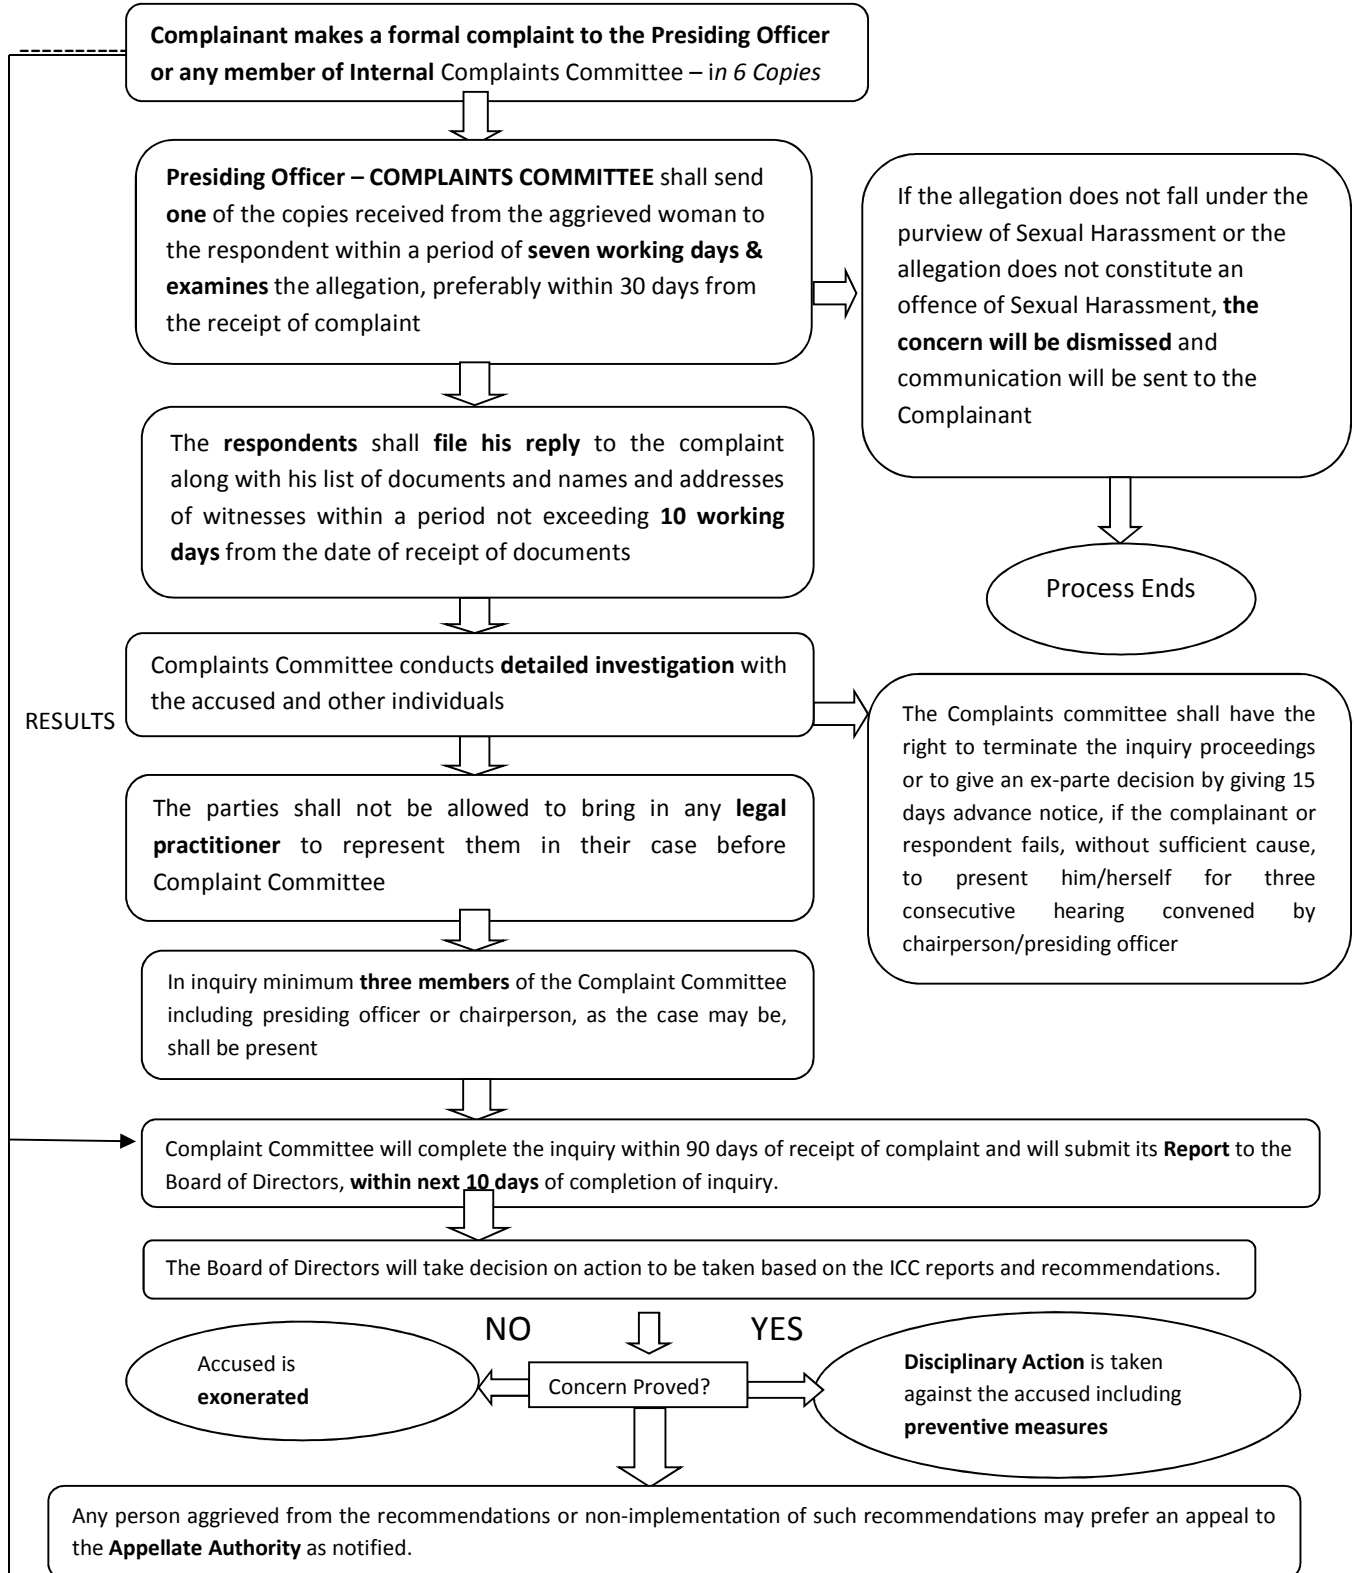 Complainant makes a formal complaint to the Presiding Officer
or any member of Internal Complaints Committee – in 6 Copies
Presiding Officer – COMPLAINTS COMMITTEE shall send
one of the copies received from the aggrieved woman to
the respondent within a period of seven working days &
examines the allegation, preferably within 30 days from
the receipt of complaint
If the allegation does not fall under the
purview of Sexual Harassment or the
allegation does not constitute an
offence of Sexual Harassment, the
concern will be dismissed and
communication will be sent to the
Complainant
The respondents shall file his reply to the complaint
along with his list of documents and names and addresses
of witnesses within a period not exceeding 10 working
days from the date of receipt of documents
Process Ends
Complaints Committee conducts detailed investigation with
the accused and other individuals
RESULTS
The Complaints committee shall have the
right to terminate the inquiry proceedings
or to give an ex-parte decision by giving 15
days advance notice, if the complainant or
respondent fails, without sufficient cause,
to present him/herself for three
consecutive hearing convened by
chairperson/presiding officer
The parties shall not be allowed to bring in any legal
practitioner to represent them in their case before
Complaint Committee
In inquiry minimum three members of the Complaint Committee
including presiding officer or chairperson, as the case may be,
shall be present
Complaint Committee will complete the inquiry within 90 days of receipt of complaint and will submit its Report to the
Board of Directors, within next 10 days of completion of inquiry.
The Board of Directors will take decision on action to be taken based on the ICC reports and recommendations.
NO
YES
Accused is
exonerated
Concern Proved?
Disciplinary Action is taken
against the accused including
preventive measures
Any person aggrieved from the recommendations or non-implementation of such recommendations may prefer an appeal to
the Appellate Authority as notified.